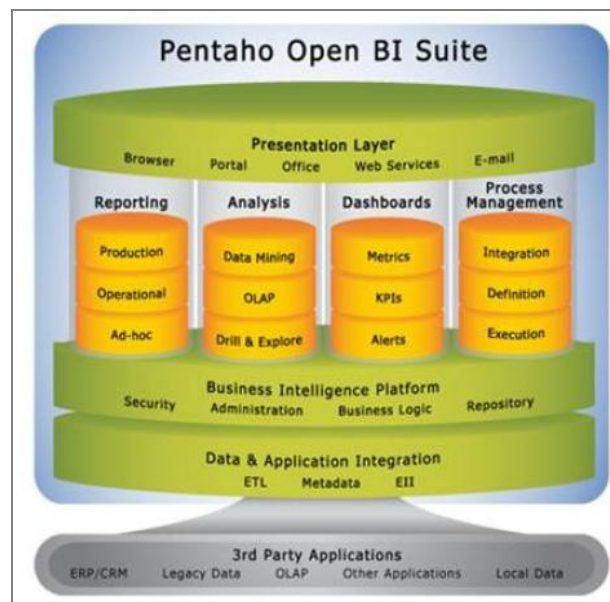 Pentaho Open BI Suite
Presentation Layer
Browser Portal Office Web Services E-mail
Reporting Analysis Dashboards Process Management
Production Data Mining Metrics Integration
Operational OLAP KPIs Definition
Ad-hoc Drill & Explore Alerts Execution
Business Intelligence Platform
Security Administration Business Logic Repository
Data & Application Integration
ETL Metadata EII
3rd Party Applications
ERP/CRM Legacy Data OLAP Other Applications Local Data